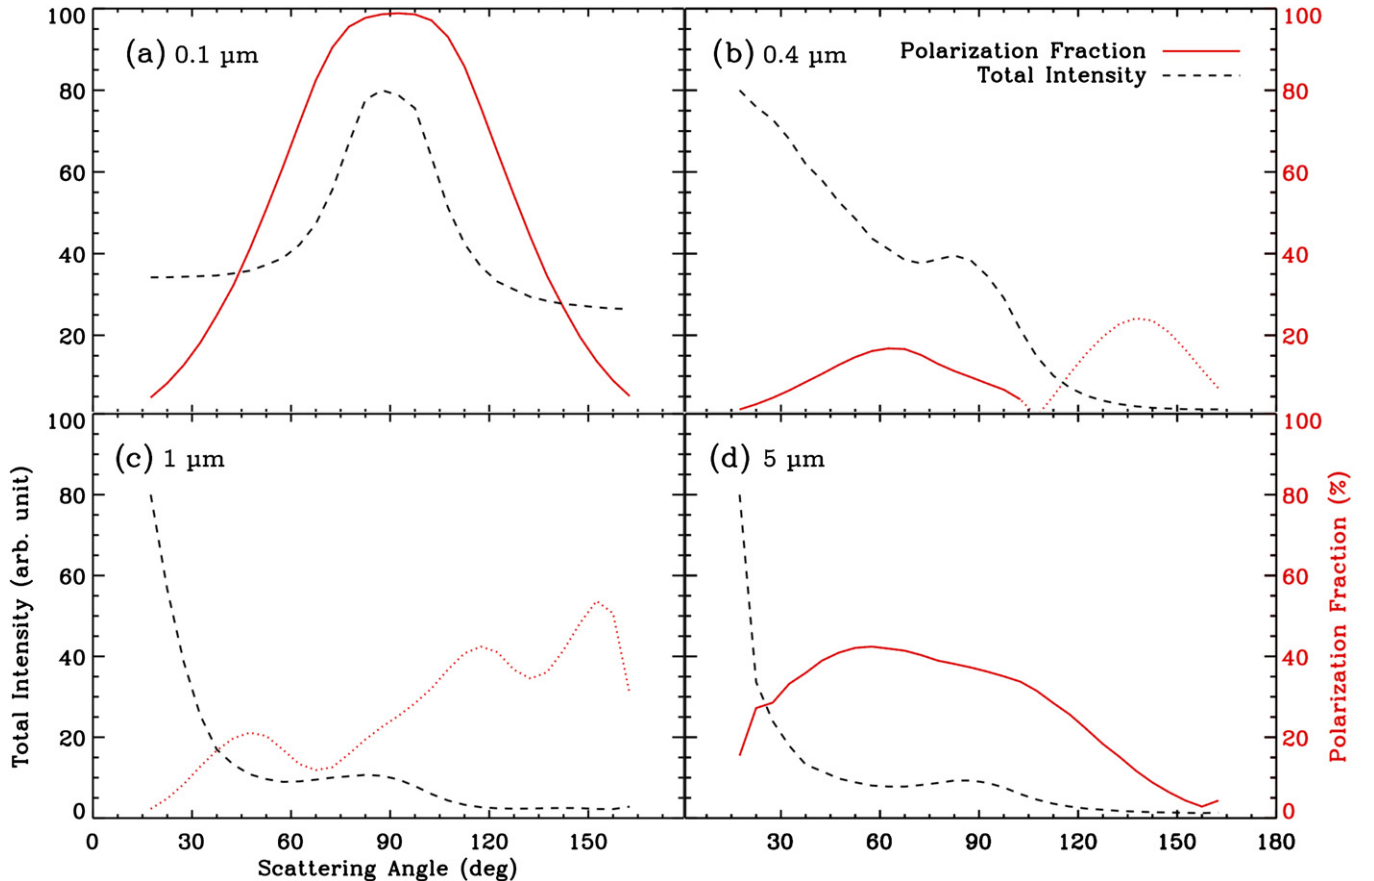 100
80
60
40
20
(a) 0.1 µm
(b) 0.4 µm
Polarization Fraction
Total Intensity
100
80
60
40
20
100
80
60
40
20
0
(c) 1 µm
(d) 5 µm
100
80
60
40
20
0
0 30 60 90 120 150 30 60 90 120 150 180
Scattering Angle (deg)
Total Intensity (arb. unit)
Polarization Fraction (%)